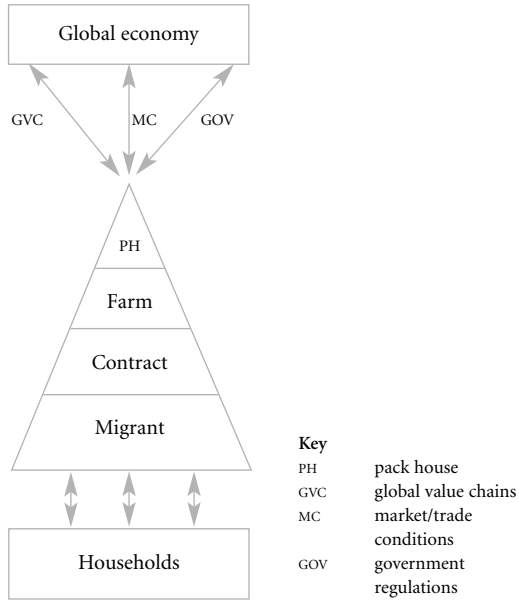 Global economy
GVC
MC
GOV
PH
Farm
Contract
Migrant
Households
Key
PH pack house
GVC global value chains
MC market/trade
conditions
GOV government
regulations